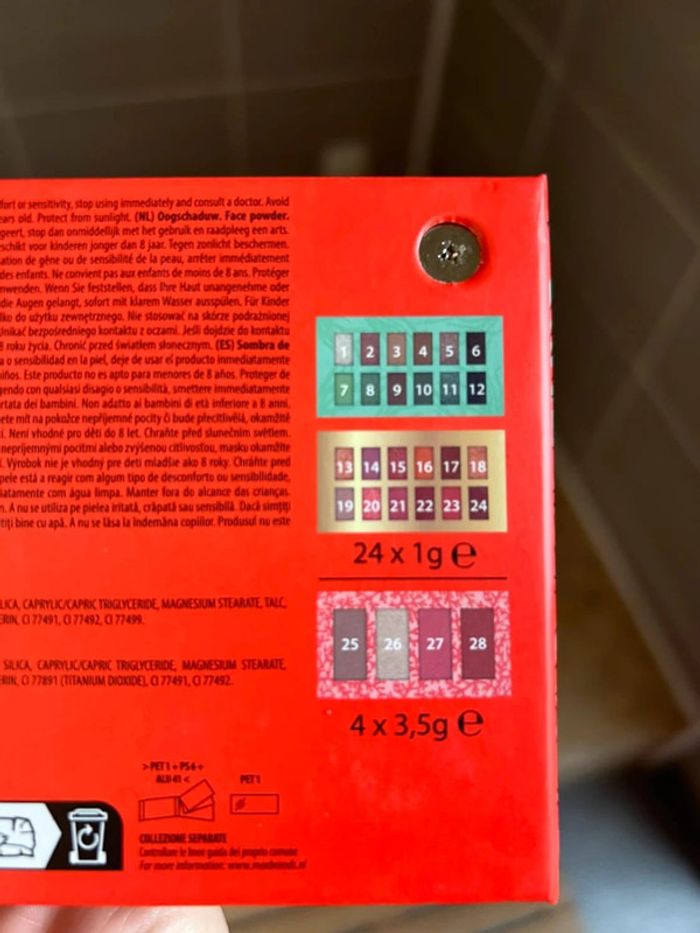 fort or sensitivity, stop using immediately and consult a doctor. Avoid
ears old. Protect from sunlight. (NL) Oogschaduw. Face powder.
geert, stop dan onmiddellijk met het gebruik en raadpleeg een arts.
schikt voor kinderen jonger dan 8 jaar. Tegen zonlicht beschermen.
ation de gêne ou de sensibilité de la peau, arrêter immédiatement
des enfants. Ne convient pas aux enfants de moins de 8 ans. Protéger
nwenden. Wenn Sie feststellen, dass Ihre Haut unangenehme oder
die Augen gelangt, sofort mit klarem Wasser ausspülen. Für Kinder
lko do użytku zewnętrznego. Nie stosować na skórze podrażnionej
Unikać bezpośredniego kontaktu z oczami. Jeśli dojdzie do kontaktu
8 roku życia. Chronić przed światłem słonecznym. (ES) Sombra de
a o sensibilidad en la piel, deje de usar el producto inmediatamente
iños. Este producto no es apto para menores de 8 años. Proteger de
gendo con qualsiasi disagio o sensibilità, smettere immediatamente
rtata dei bambini. Non adatto ai bambini di età inferiore a 8 anni.
ete mít na pokožce nepříjemné pocity či bude přecitlivělá, okamžitě
í. Není vhodné pro děti do 8 let. Chraňte před slunečním světlem.
nepríjemnými pocitmi alebo zvýšenou citlivosťou, masku okamžite
. Výrobok nie je vhodný pre deti mladšie ako 8 rokov. Chráňte pred
pele está a reagir com algum tipo de desconforto ou sensibilidade,
iatamente com água limpa. Manter fora do alcance das crianças.
n. A nu se utiliza pe pielea iritată, crăpată sau sensibilă. Dacă simțiți
tiți bine cu apă. A nu se lăsa la îndemâna copiilor. Produsul nu este
1 2 3 4 5 6
7 8 9 10 11 12
13 14 15 16 17 18
19 20 21 22 23 24
24 x 1g ℮
LICA, CAPRYLIC/CAPRIC TRIGLYCERIDE, MAGNESIUM STEARATE, TALC,
ERIN, CI 77491, CI 77492, CI 77499.
25 26 27 28
SILICA, CAPRYLIC/CAPRIC TRIGLYCERIDE, MAGNESIUM STEARATE,
ERIN, CI 77891 (TITANIUM DIOXIDE), CI 77491, CI 77492.
4 x 3,5g ℮
>PET 1 + PS 6 +
ALU 41 <
PET 1
COLLEZIONE SEPARATE
Controllare le linee guida del proprio comune
For more information: www.maxbrands.nl